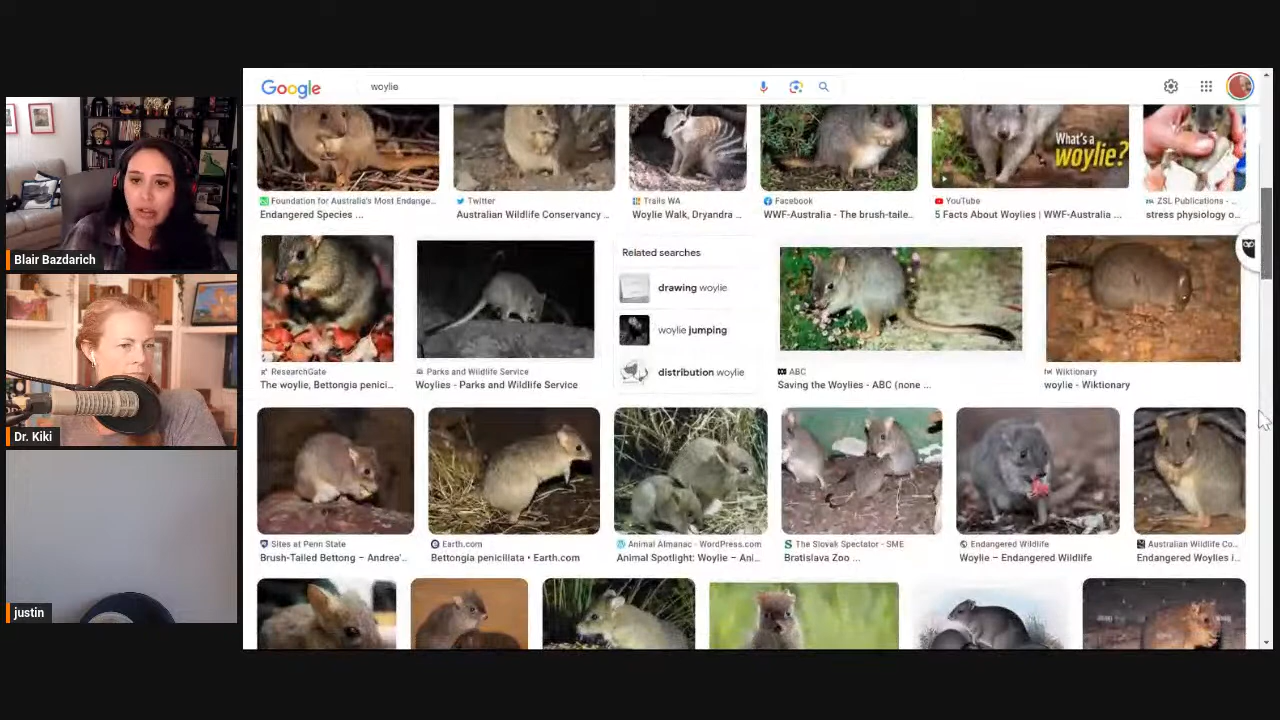 Google
woylie
What's a
woylie?
Foundation for Australia's Most Endange...
Endangered Species ...
Twitter
Australian Wildlife Conservancy ...
Trails WA
Woylie Walk, Dryandra ...
Facebook
WWF-Australia - The brush-taile...
YouTube
5 Facts About Woylies | WWF-Australia ...
ZSL Publications - ...
stress physiology o...
Blair Bazdarich
Related searches
drawing woylie
woylie jumping
distribution woylie
ResearchGate
The woylie, Bettongia penici...
Parks and Wildlife Service
Woylies - Parks and Wildlife Service
ABC
Saving the Woylies - ABC (none ...
Wiktionary
woylie - Wiktionary
Dr. Kiki
Sites at Penn State
Brush-Tailed Bettong – Andrea'...
Earth.com
Bettongia penicillata • Earth.com
Animal Almanac - WordPress.com
Animal Spotlight: Woylie – Ani...
The Slovak Spectator - SME
Bratislava Zoo ...
Endangered Wildlife
Woylie – Endangered Wildlife
Australian Wildlife Co...
Endangered Woylies i...
justin